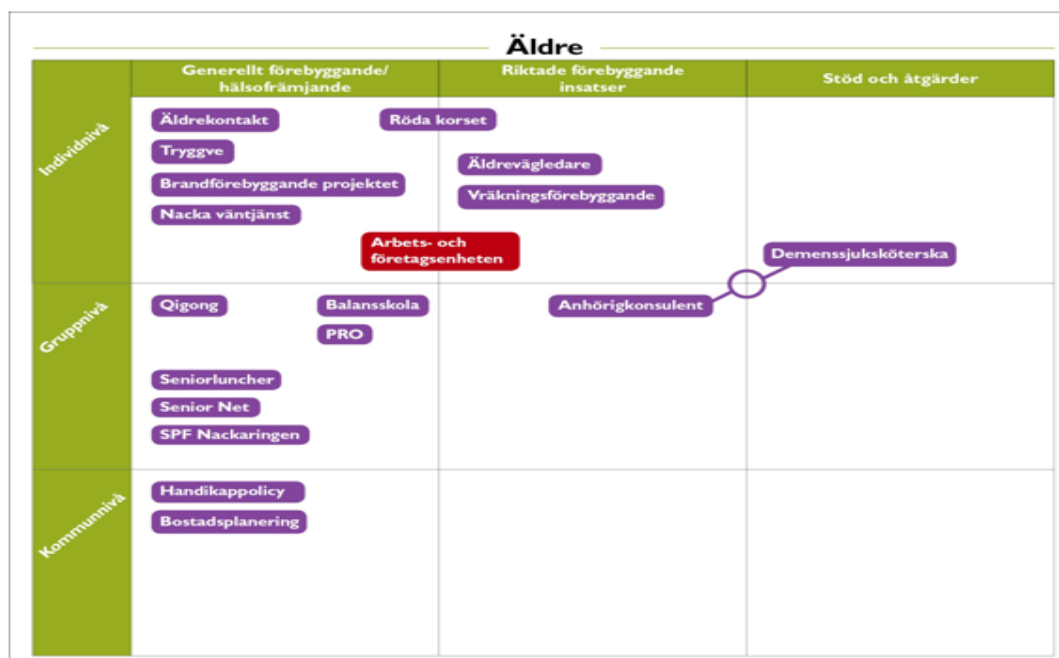 Äldre
Generellt förebyggande/
hälsofrämjande
Riktade förebyggande
insatser
Stöd och åtgärder
Individnivå
Äldrekontakt
Röda korset
Tryggve
Äldrevägledare
Brandförebyggande projektet
Vräkningsförebyggande
Nacka väntjänst
Arbets- och
företagsenheten
Demenssjuksköterska
Gruppnivå
Qigong
Balansskola
Anhörigkonsulent
PRO
Seniorluncher
Senior Net
SPF Nackaringen
Kommunnivå
Handikappolicy
Bostadsplanering